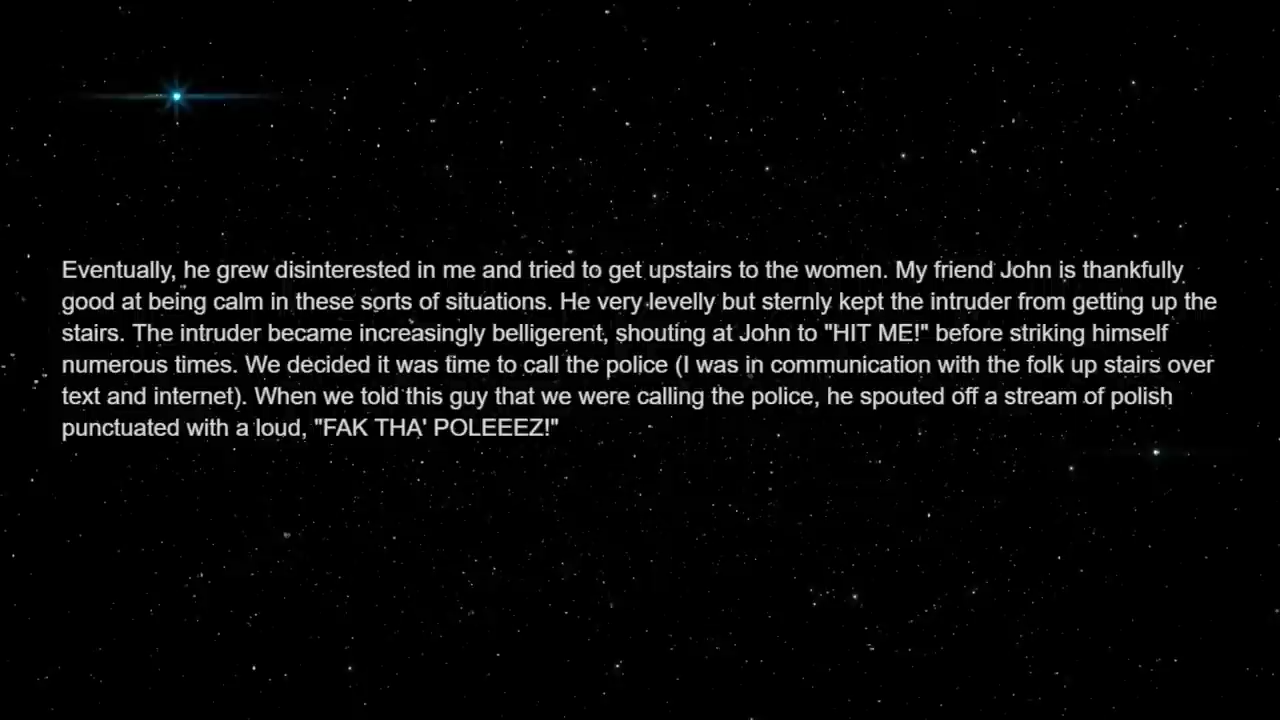 Eventually, he grew disinterested in me and tried to get upstairs to the women. My friend John is thankfully
good at being calm in these sorts of situations. He very levelly but sternly kept the intruder from getting up the
stairs. The intruder became increasingly belligerent, shouting at John to "HIT ME!" before striking himself
numerous times. We decided it was time to call the police (I was in communication with the folk up stairs over
text and internet). When we told this guy that we were calling the police, he spouted off a stream of polish
punctuated with a loud, "FAK THA' POLEEEZ!"